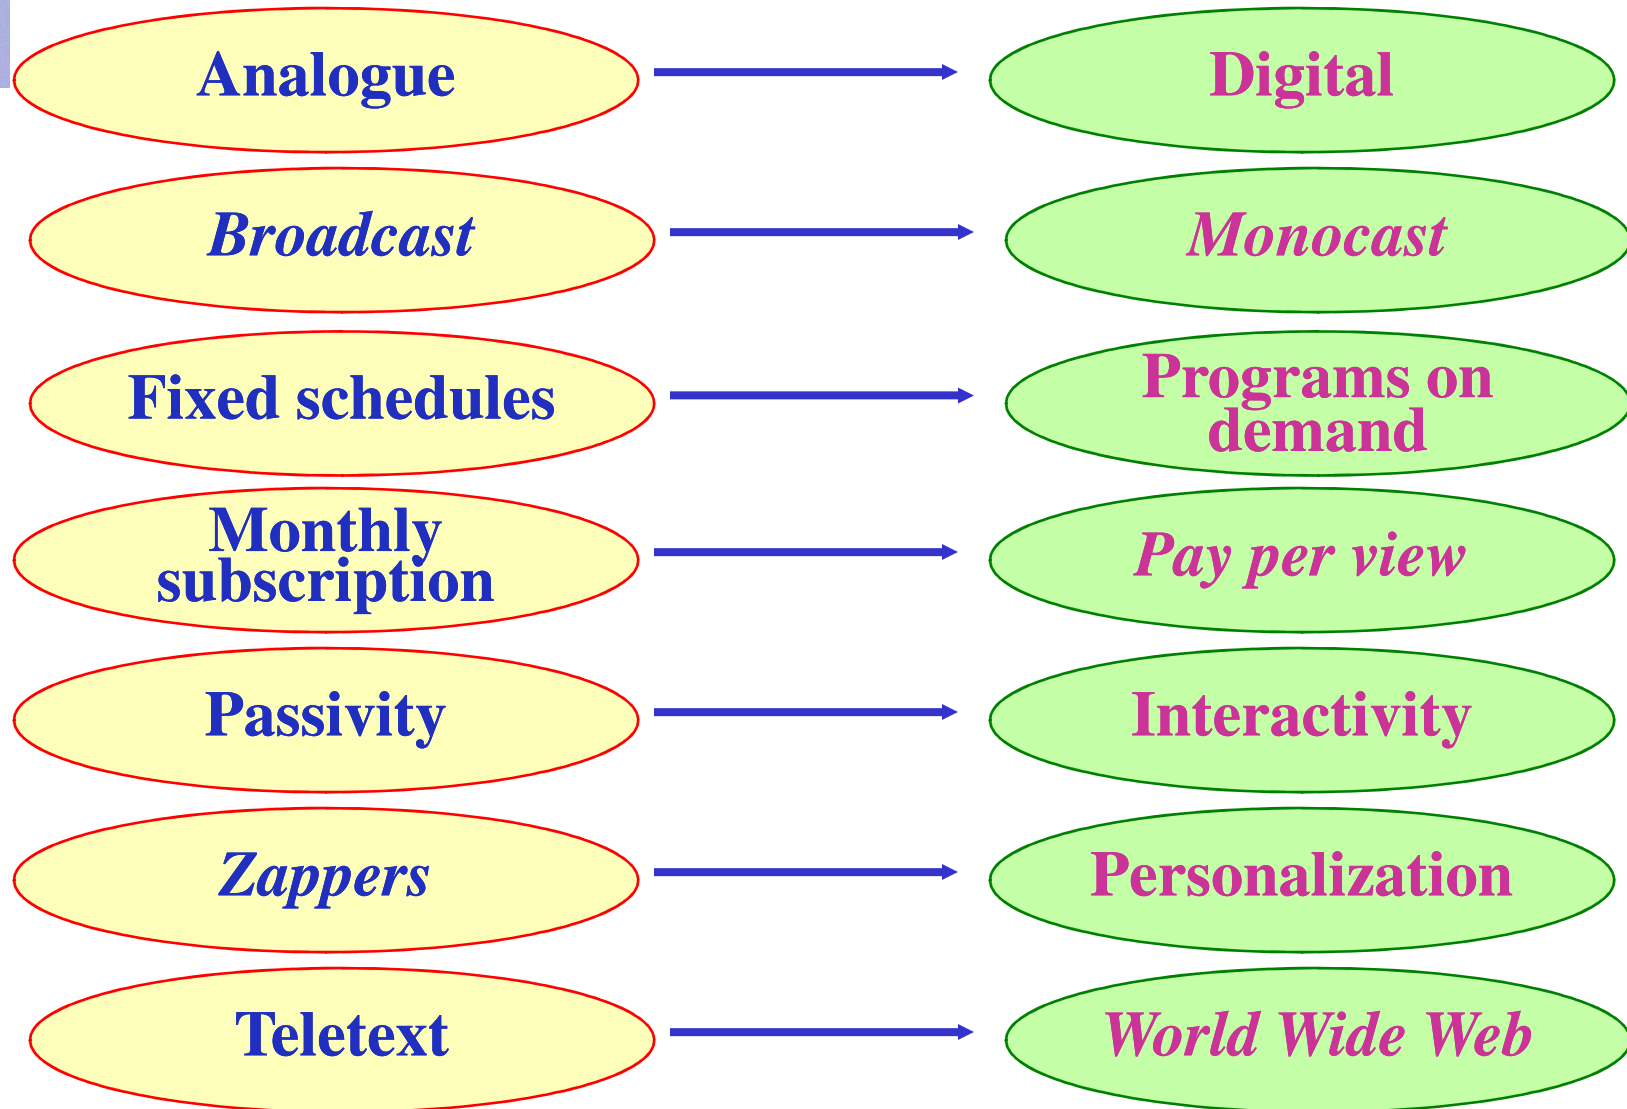 Analogue
Digital
Broadcast
Monocast
Fixed schedules
Programs on
demand
Monthly
subscription
Pay per view
Passivity
Interactivity
Zappers
Personalization
Teletext
World Wide Web